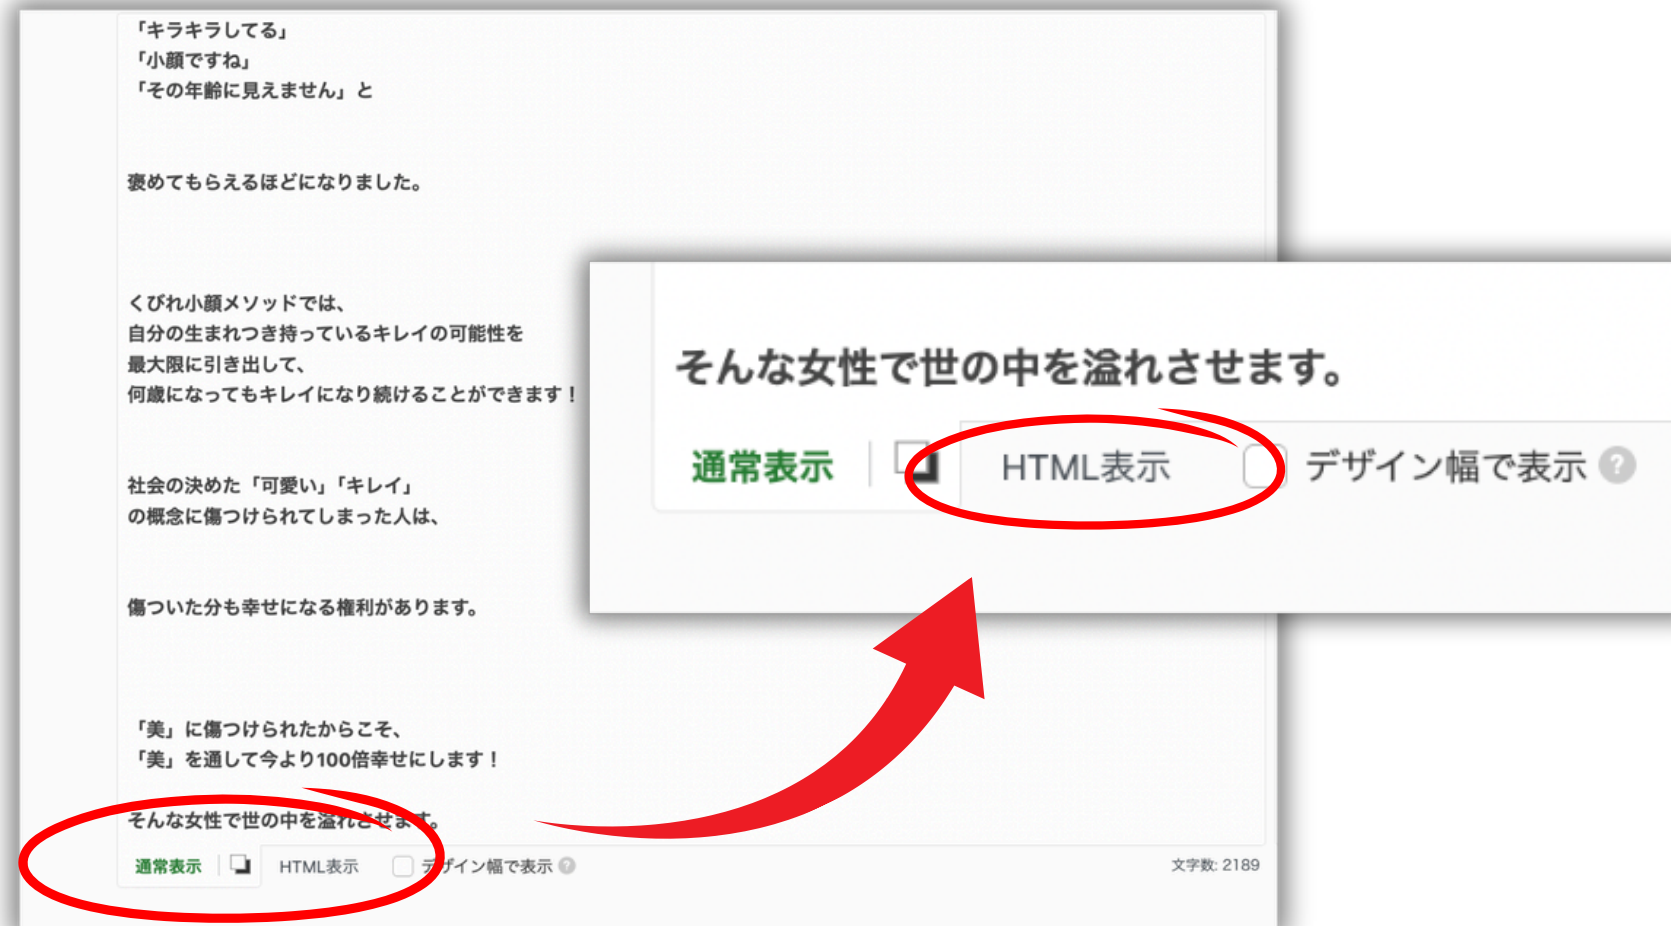 「キラキラしてる」
「小顔ですね」
「その年齢に見えません」と
褒めてもらえるほどになりました。
くびれ小顔メソッドでは、
自分の生まれつき持っているキレイの可能性を
最大限に引き出して、
何歳になってもキレイになり続けることができます！
社会の決めた「可愛い」「キレイ」
の概念に傷つけられてしまった人は、
傷ついた分も幸せになる権利があります。
「美」に傷つけられたからこそ、
「美」を通して今より100倍幸せにします！
そんな女性で世の中を溢れさせます。
通常表示 HTML表示 デザイン幅で表示 ?
文字数: 2189
そんな女性で世の中を溢れさせます。
通常表示 HTML表示 デザイン幅で表示 ?